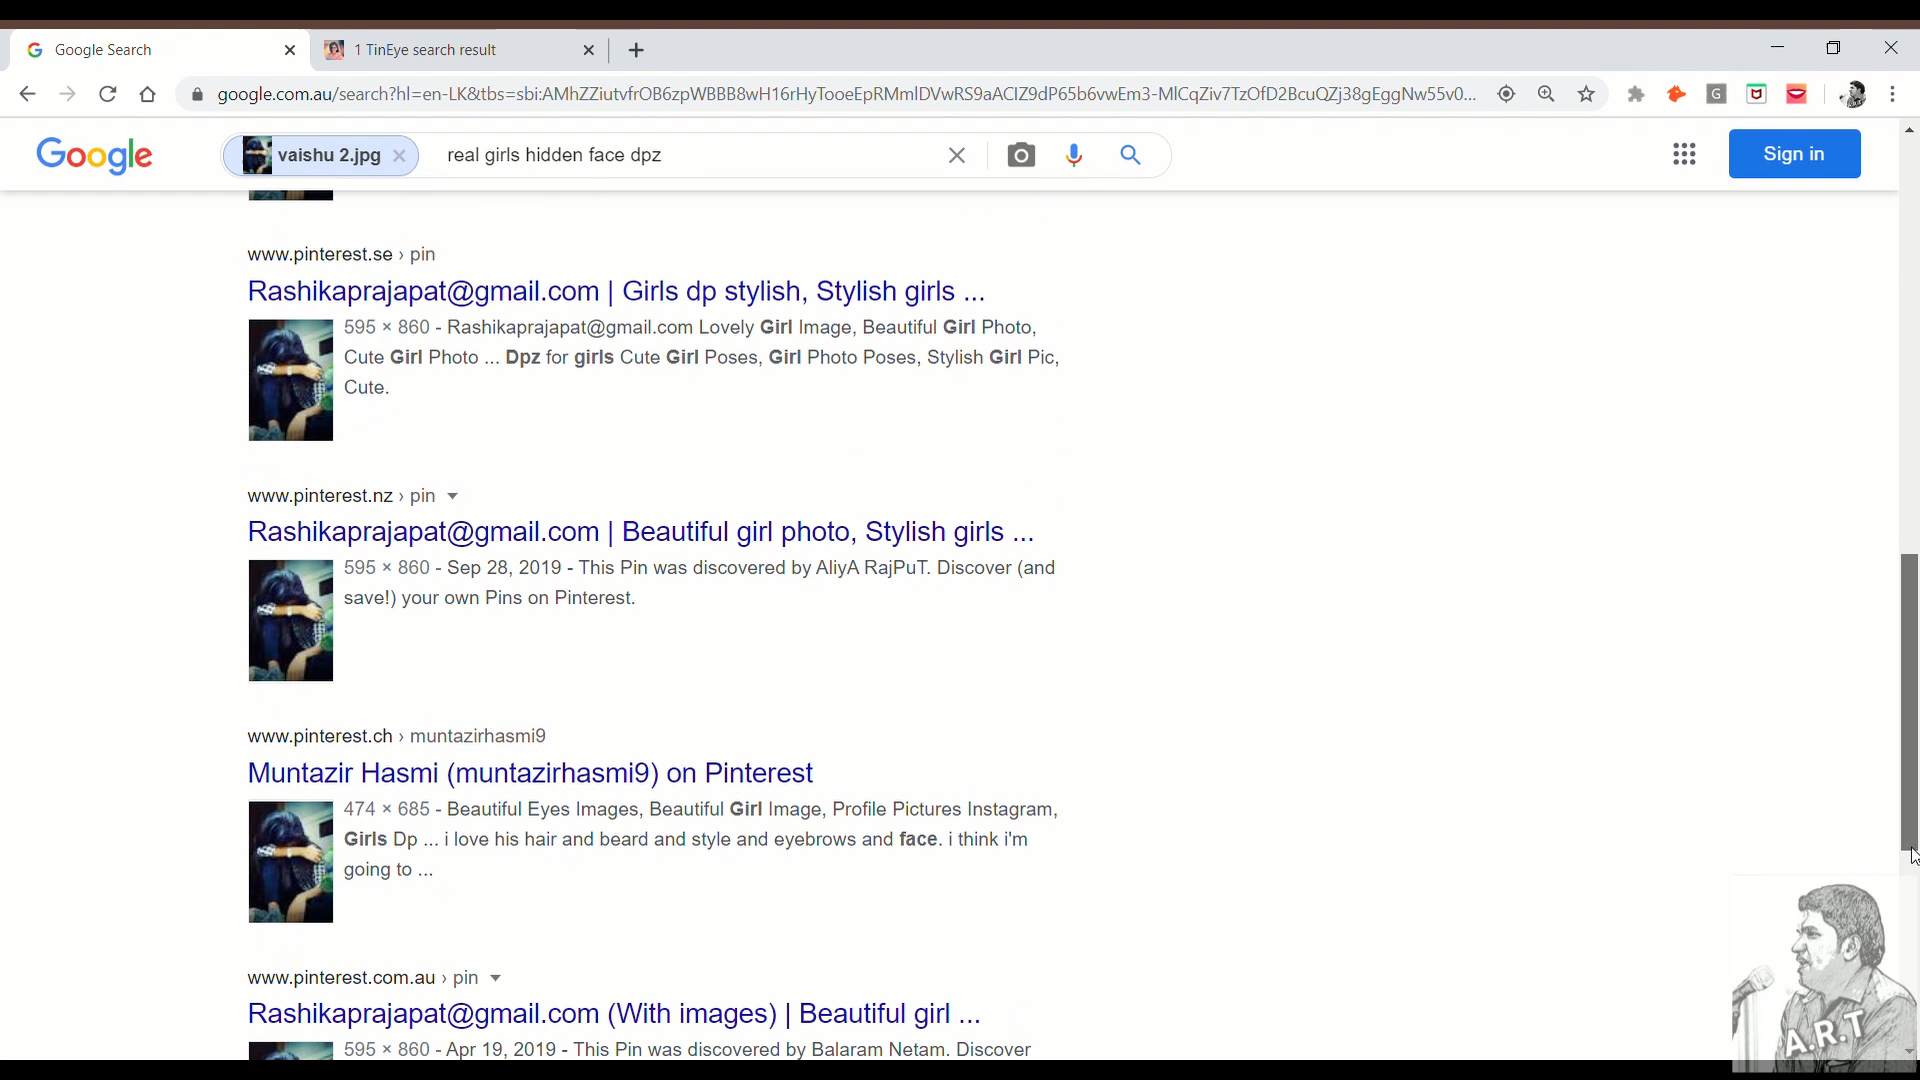 Google Search
1 TinEye search result
google.com.au/search?hl=en-LK&tbs=sbi:AMhZZiutvfrOB6zpWBBB8wH16rHyTooeEpRMmlDVwRS9aACIZ9dP65b6vwEm3-MlCqZiv7TzOfD2BcuQZj38gEggNw55v0...
Google
vaishu 2.jpg
real girls hidden face dpz
Sign in
www.pinterest.se › pin
Rashikaprajapat@gmail.com | Girls dp stylish, Stylish girls ...
595 × 860 - Rashikaprajapat@gmail.com Lovely Girl Image, Beautiful Girl Photo,
Cute Girl Photo ... Dpz for girls Cute Girl Poses, Girl Photo Poses, Stylish Girl Pic,
Cute.
www.pinterest.nz › pin
Rashikaprajapat@gmail.com | Beautiful girl photo, Stylish girls ...
595 × 860 - Sep 28, 2019 - This Pin was discovered by AliyA RajPuT. Discover (and
save!) your own Pins on Pinterest.
www.pinterest.ch › muntazirhasmi9
Muntazir Hasmi (muntazirhasmi9) on Pinterest
474 × 685 - Beautiful Eyes Images, Beautiful Girl Image, Profile Pictures Instagram,
Girls Dp ... i love his hair and beard and style and eyebrows and face. i think i'm
going to ...
www.pinterest.com.au › pin
Rashikaprajapat@gmail.com (With images) | Beautiful girl ...
595 × 860 - Apr 19, 2019 - This Pin was discovered by Balaram Netam. Discover
A.R.T